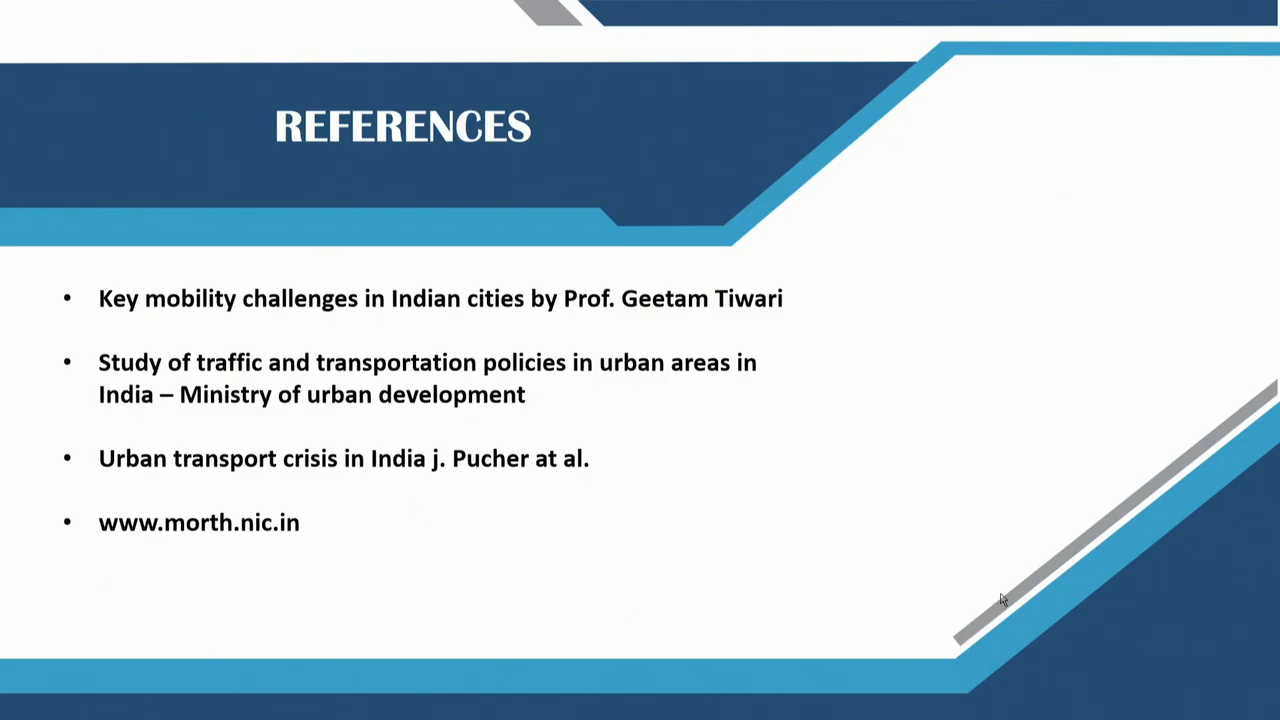 REFERENCES
• Key mobility challenges in Indian cities by Prof. Geetam Tiwari
• Study of traffic and transportation policies in urban areas in
India – Ministry of urban development
• Urban transport crisis in India j. Pucher at al.
• www.morth.nic.in